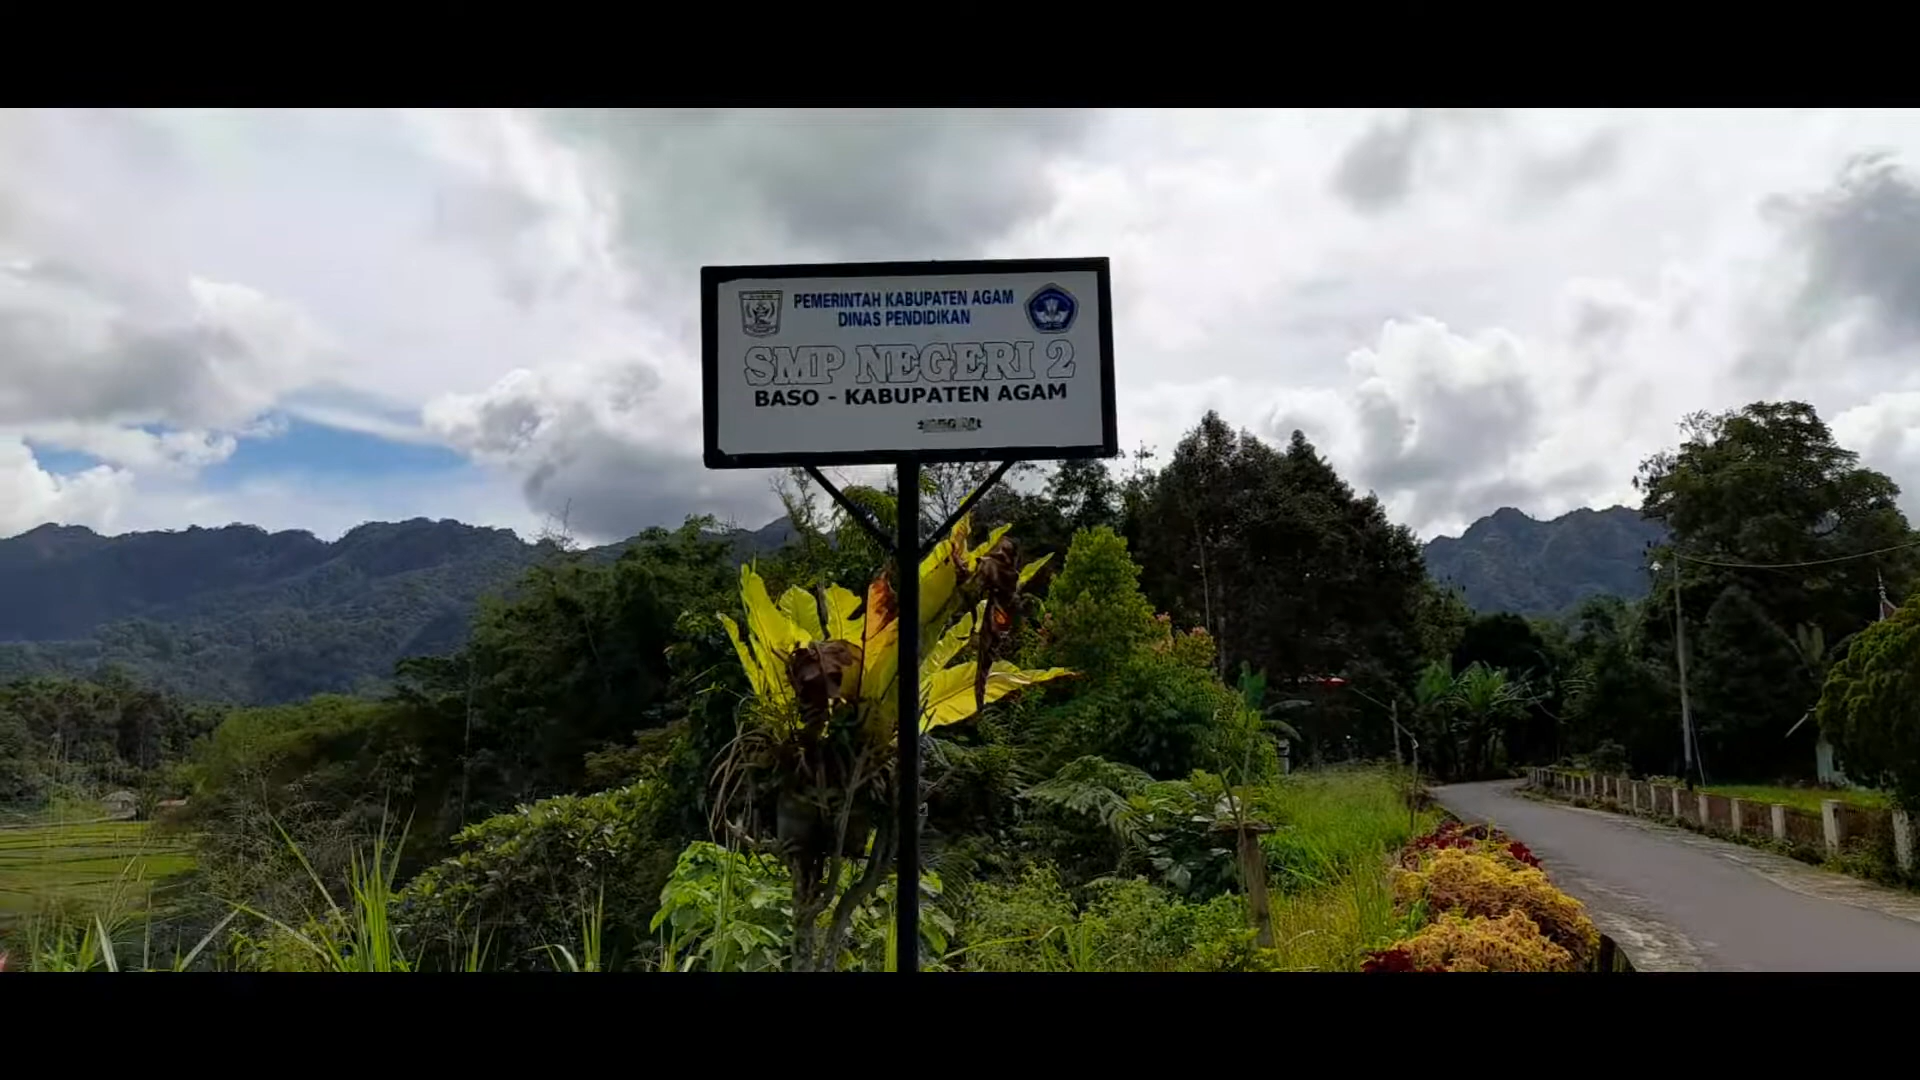 PEMERINTAH KABUPATEN AGAM
DINAS PENDIDIKAN
SMP NEGERI 2
BASO - KABUPATEN AGAM